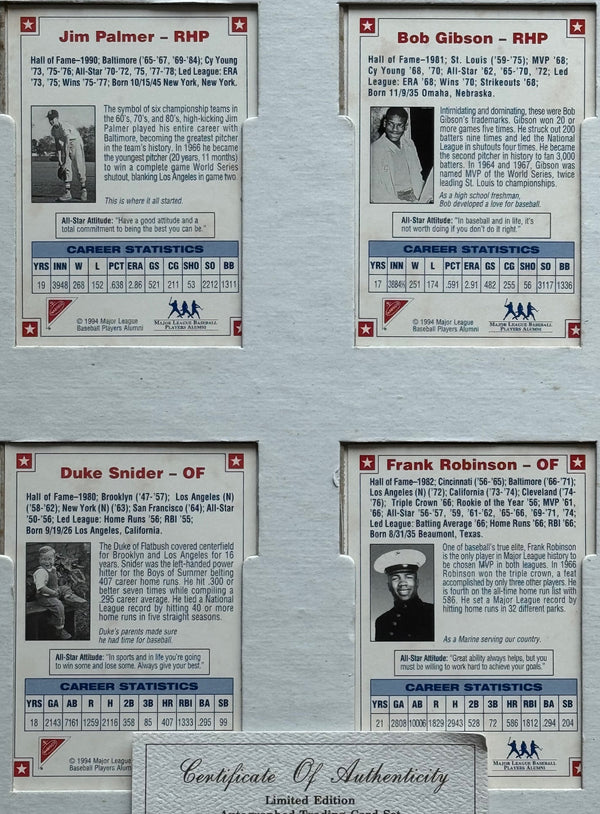 Jim Palmer – RHP
Hall of Fame–1990; Baltimore ('65-'67, '69-'84); Cy Young
'73, '75-'76; All-Star '70-'72, '75, '77-'78; Led League: ERA
'73, '75; Wins '75-'77; Born 10/15/45 New York, New York.
The symbol of six championship teams in
the 60's, 70's, and 80's, high-kicking Jim
Palmer played his entire career with
Baltimore, becoming the greatest pitcher
in the team's history. In 1966 he became
the youngest pitcher (20 years, 11 months)
to win a complete game World Series
shutout, blanking Los Angeles in game two.
This is where it all started.
All-Star Attitude: "Have a good attitude and a
total commitment to being the best you can be."
CAREER STATISTICS
YRS INN W L PCT ERA GS CG SHO SO BB
19 3948 268 152 .638 2.86 521 211 53 2212 1311
© 1994 Major League
Baseball Players Alumni
MAJOR LEAGUE BASEBALL
PLAYERS ALUMNI
Bob Gibson – RHP
Hall of Fame–1981; St. Louis ('59-'75); MVP '68;
Cy Young '68, '70; All-Star '62, '65-'70, '72; Led
League: ERA '68; Wins '70; Strikeouts '68;
Born 11/9/35 Omaha, Nebraska.
Intimidating and dominating, these were Bob
Gibson's trademarks. Gibson won 20 or
more games five times. He struck out 200
batters nine times and led the National
League in shutouts four times. He became
the second pitcher in history to fan 3,000
batters. In 1964 and 1967, Gibson was
named MVP of the World Series, twice
leading St. Louis to championships.
As a high school freshman,
Bob developed a love for baseball.
All-Star Attitude: "In baseball and in life, it's
not worth doing if you don't do it right."
CAREER STATISTICS
YRS INN W L PCT ERA GS CG SHO SO BB
17 3884⅓ 251 174 .591 2.91 482 255 56 3117 1336
© 1994 Major League
Baseball Players Alumni
MAJOR LEAGUE BASEBALL
PLAYERS ALUMNI
Duke Snider – OF
Hall of Fame–1980; Brooklyn ('47-'57); Los Angeles (N)
('58-'62); New York (N) ('63); San Francisco ('64); All-Star
'50-'56; Led League: Home Runs '56; RBI '55;
Born 9/19/26 Los Angeles, California.
The Duke of Flatbush covered centerfield
for Brooklyn and Los Angeles for 16
years. Snider was the left-handed power
hitter for the Boys of Summer belting
407 career home runs. He hit .300 or
better seven times while compiling a
.295 career average. He tied a National
League record by hitting 40 or more
home runs in five straight seasons.
Duke's parents made sure
he had time for baseball.
All-Star Attitude: "In sports and in life you're going
to win some and lose some. Always give your best."
CAREER STATISTICS
YRS GA AB R H 2B 3B HR RBI AVE SB
18 2143 7161 1259 2116 358 85 407 1333 .295 99
© 1994 Major League
Baseball Players Alumni
Frank Robinson – OF
Hall of Fame–1982; Cincinnati ('56-'65); Baltimore ('66-'71);
Los Angeles (N) ('72); California ('73-'74); Cleveland ('74-
'76) Triple Crown '66; Rookie of the Year '56; MVP '61,
'66; All-Star '56-'57, '59, '61-'62, '65-'66, '69-'71, '74;
Led League: Batting Average '66; Home Runs '66; RBI '66;
Born 8/31/35 Beaumont, Texas.
One of baseball's true elite, Frank Robinson
is the only player in Major League history to
be chosen MVP in both leagues. In 1966
Robinson won the triple crown, a feat
accomplished by only three other players. He
is fourth on the all-time home run list with
586. He set a Major League record by
hitting home runs in 32 different parks.
As a Marine serving our country.
All-Star Attitude: "Great ability always helps, but you
must be willing to work hard to achieve your goals."
CAREER STATISTICS
YRS GA AB R H 2B 3B HR RBI AVE SB
21 2808 10006 1829 2943 528 72 586 1812 .294 204
MAJOR LEAGUE BASEBALL
PLAYERS ALUMNI
Certificate Of Authenticity
Limited Edition
Autographed Trading Card Set